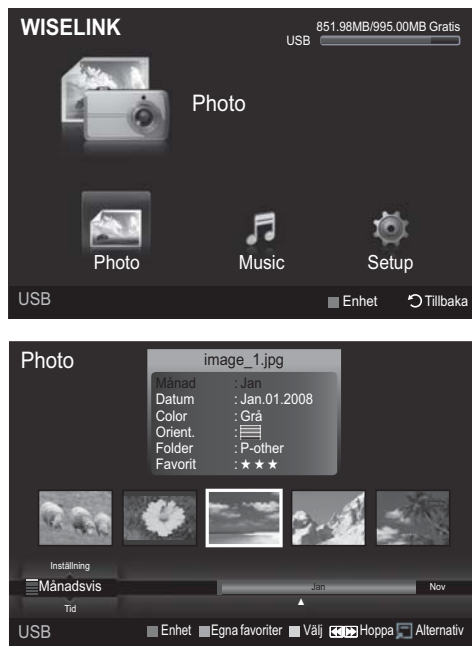 WISELINK
851.98MB/995.00MB Gratis
USB
Photo
Photo Music Setup
USB Enhet Tillbaka
Photo
image_1.jpg
Månad : Jan
Datum : Jan.01.2008
Color : Grå
Orient. :
Folder : P-other
Favorit : ★ ★ ★
Inställning
Månadsvis Jan Nov
Tid
USB Enhet Egna favoriter Välj Hoppa Alternativ